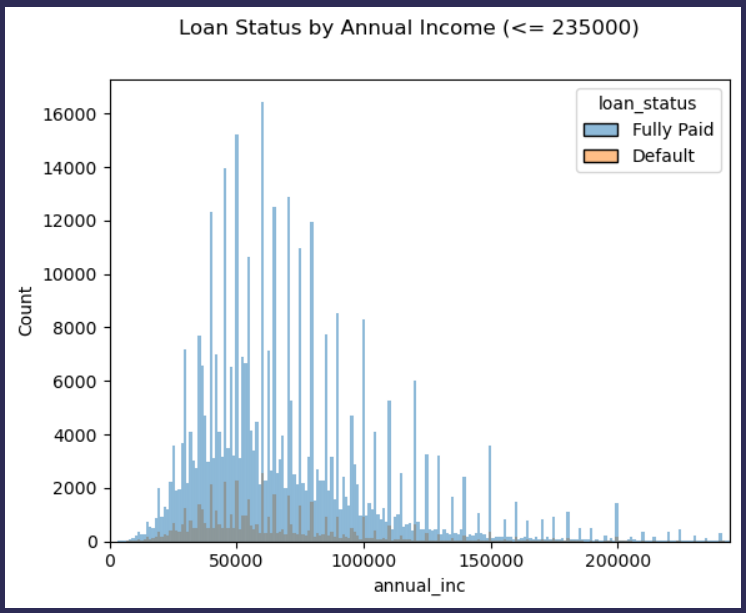 Loan Status by Annual Income (<= 235000)
loan_status
Fully Paid
Default
16000
14000
12000
10000
8000
6000
4000
2000
0
Count
0
50000
100000
150000
200000
annual_inc